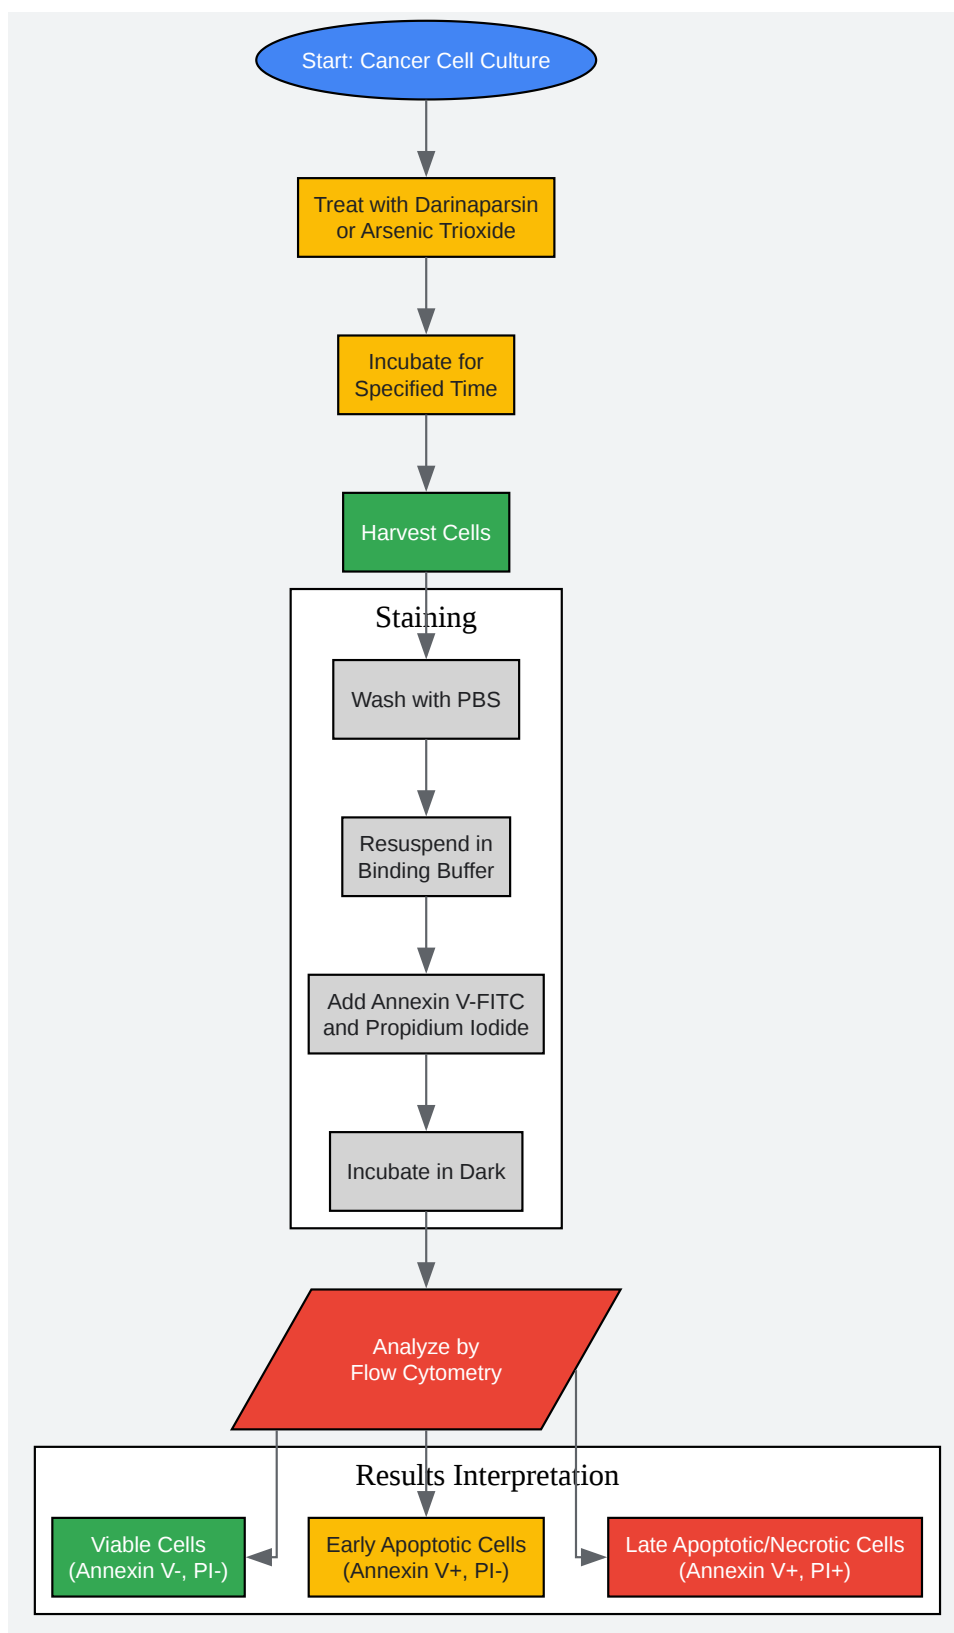 Start: Cancer Cell Culture
Treat with Darinaparsin
or Arsenic Trioxide
Incubate for
Specified Time
Harvest Cells
Staining
Wash with PBS
Resuspend in
Binding Buffer
Add Annexin V-FITC
and Propidium Iodide
Incubate in Dark
Analyze by
Flow Cytometry
Results Interpretation
Viable Cells
(Annexin V-, PI-)
Early Apoptotic Cells
(Annexin V+, PI-)
Late Apoptotic/Necrotic Cells
(Annexin V+, PI+)